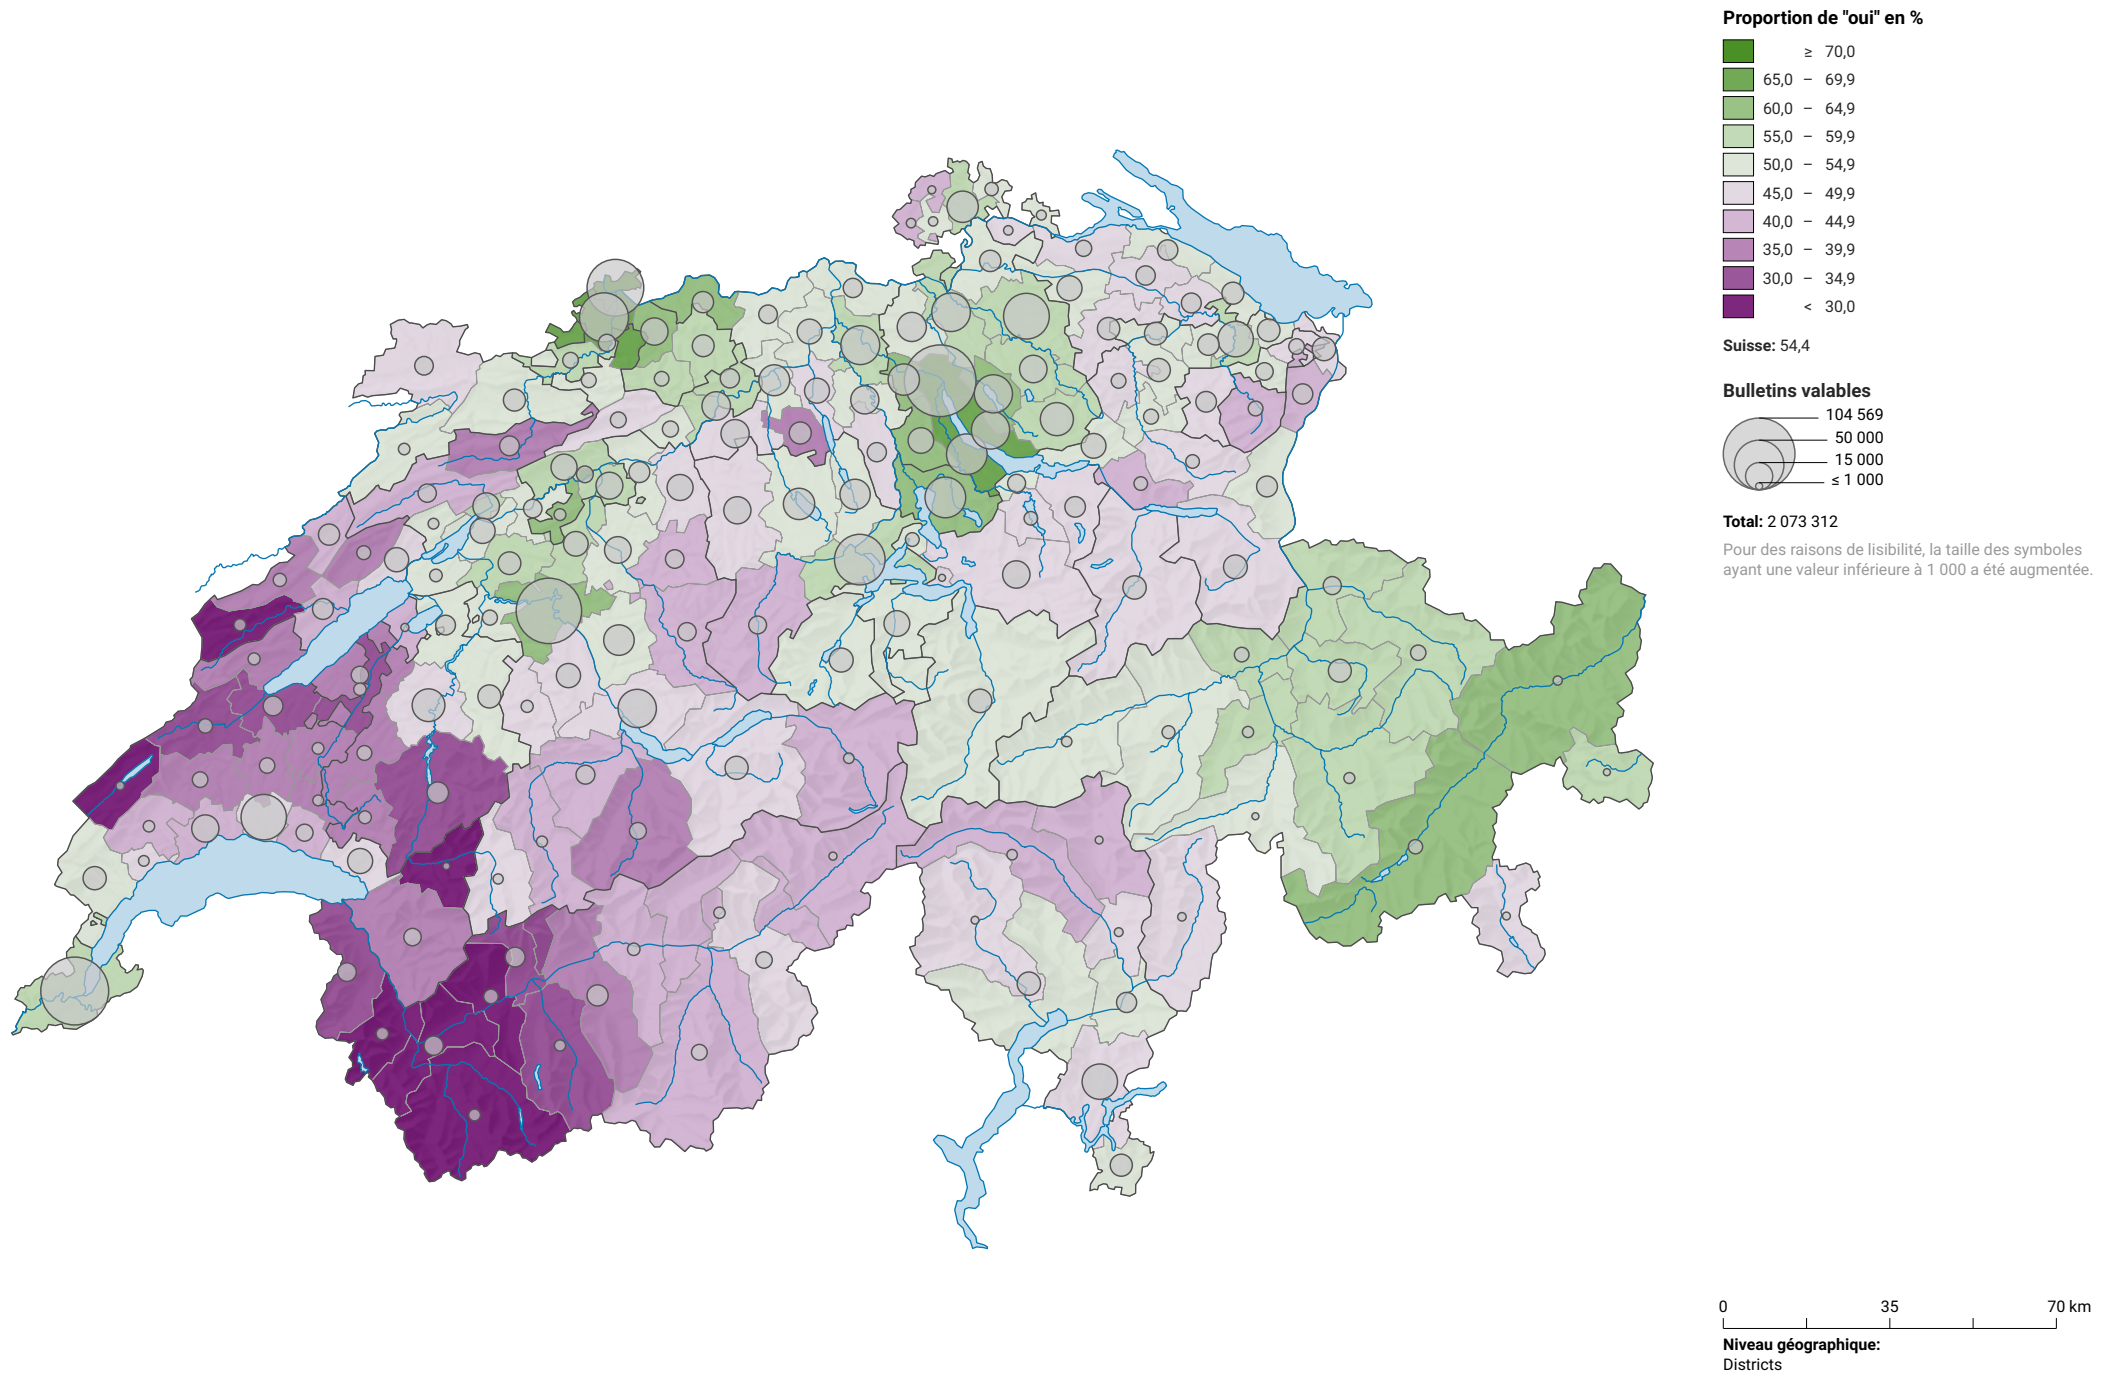 Proportion de "oui" en %
≥ 70,0
65,0 – 69,9
60,0 – 64,9
55,0 – 59,9
50,0 – 54,9
45,0 – 49,9
40,0 – 44,9
35,0 – 39,9
30,0 – 34,9
< 30,0
Suisse: 54,4
Bulletins valables
104 569
50 000
15 000
≤ 1 000
Total: 2 073 312
Pour des raisons de lisibilité, la taille des symboles
ayant une valeur inférieure à 1 000 a été augmentée.
0 35 70 km
Niveau géographique:
Districts